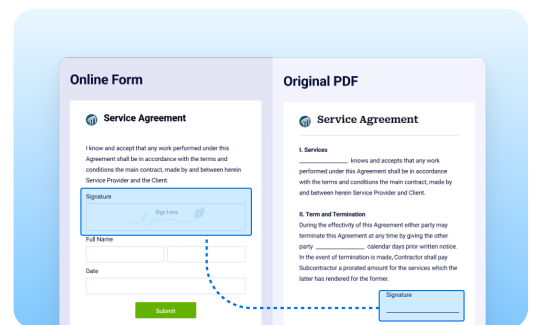 Online Form
Service Agreement
I know and accept that any work performed under this
Agreement shall be in accordance with the terms and
conditions the main contract, made by and between herein
Service Provider and the Client.
Signature
Sign Here
Full Name
Date
Submit
Original PDF
Service Agreement
I. Services
____________ knows and accepts that any work
performed under this Agreement shall be in accordance
with the terms and conditions the main contract, made by
and between herein Service Provider and Client.
II. Term and Termination
During the effectivity of this Agreement either party may
terminate this Agreement at any time by giving the other
party ____________ calendar days prior written notice.
In the event of termination is made, Contractor shall pay
Subcontractor a prorated amount for the services which the
latter has rendered for the former.
Signature